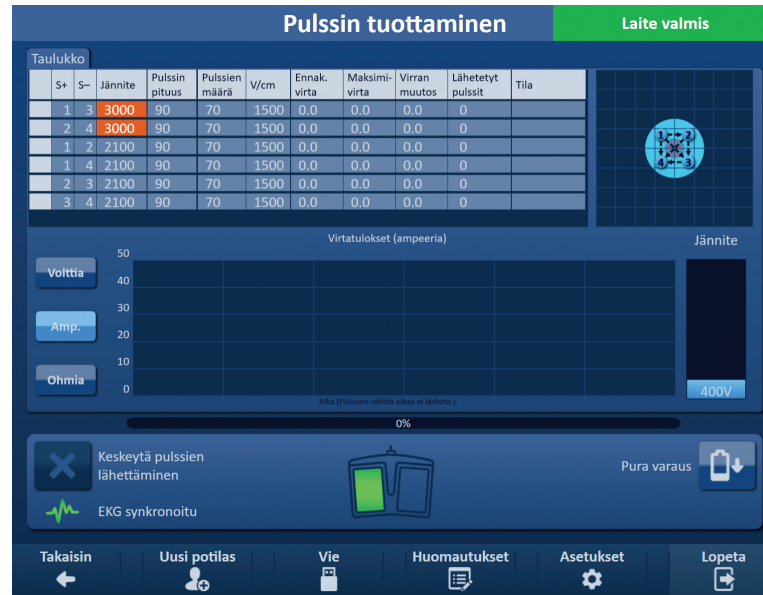 Pulssin tuottaminen
Laite valmis
Taulukko
S+ S– Jännite Pulssin pituus Pulssien määrä V/cm Ennak. virta Maksimi- virta Virran muutos Lähetetyt pulssit Tila
1 3 3000 90 70 1500 0.0 0.0 0.0 0
2 4 3000 90 70 1500 0.0 0.0 0.0 0
1 2 2100 90 70 1500 0.0 0.0 0.0 0
1 4 2100 90 70 1500 0.0 0.0 0.0 0
2 3 2100 90 70 1500 0.0 0.0 0.0 0
3 4 2100 90 70 1500 0.0 0.0 0.0 0
1 2
4 3
Virtatulokset (ampeeria)
Jännite
50
Volttia
40
30
Amp.
20
10
Ohmia
0
400V
Aika (Pulssien välistä aikaa ei lasketa.)
0%
Keskeytä pulssien
lähettäminen
Pura varaus
EKG synkronoitu
Takaisin Uusi potilas Vie Huomautukset Asetukset Lopeta